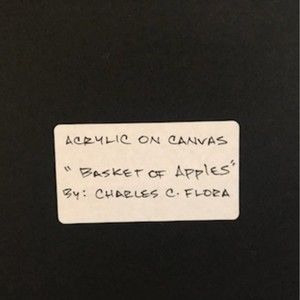 ACRYLIC ON CANVAS
"BASKET OF APPLES"
BY: CHARLES C. FLORA